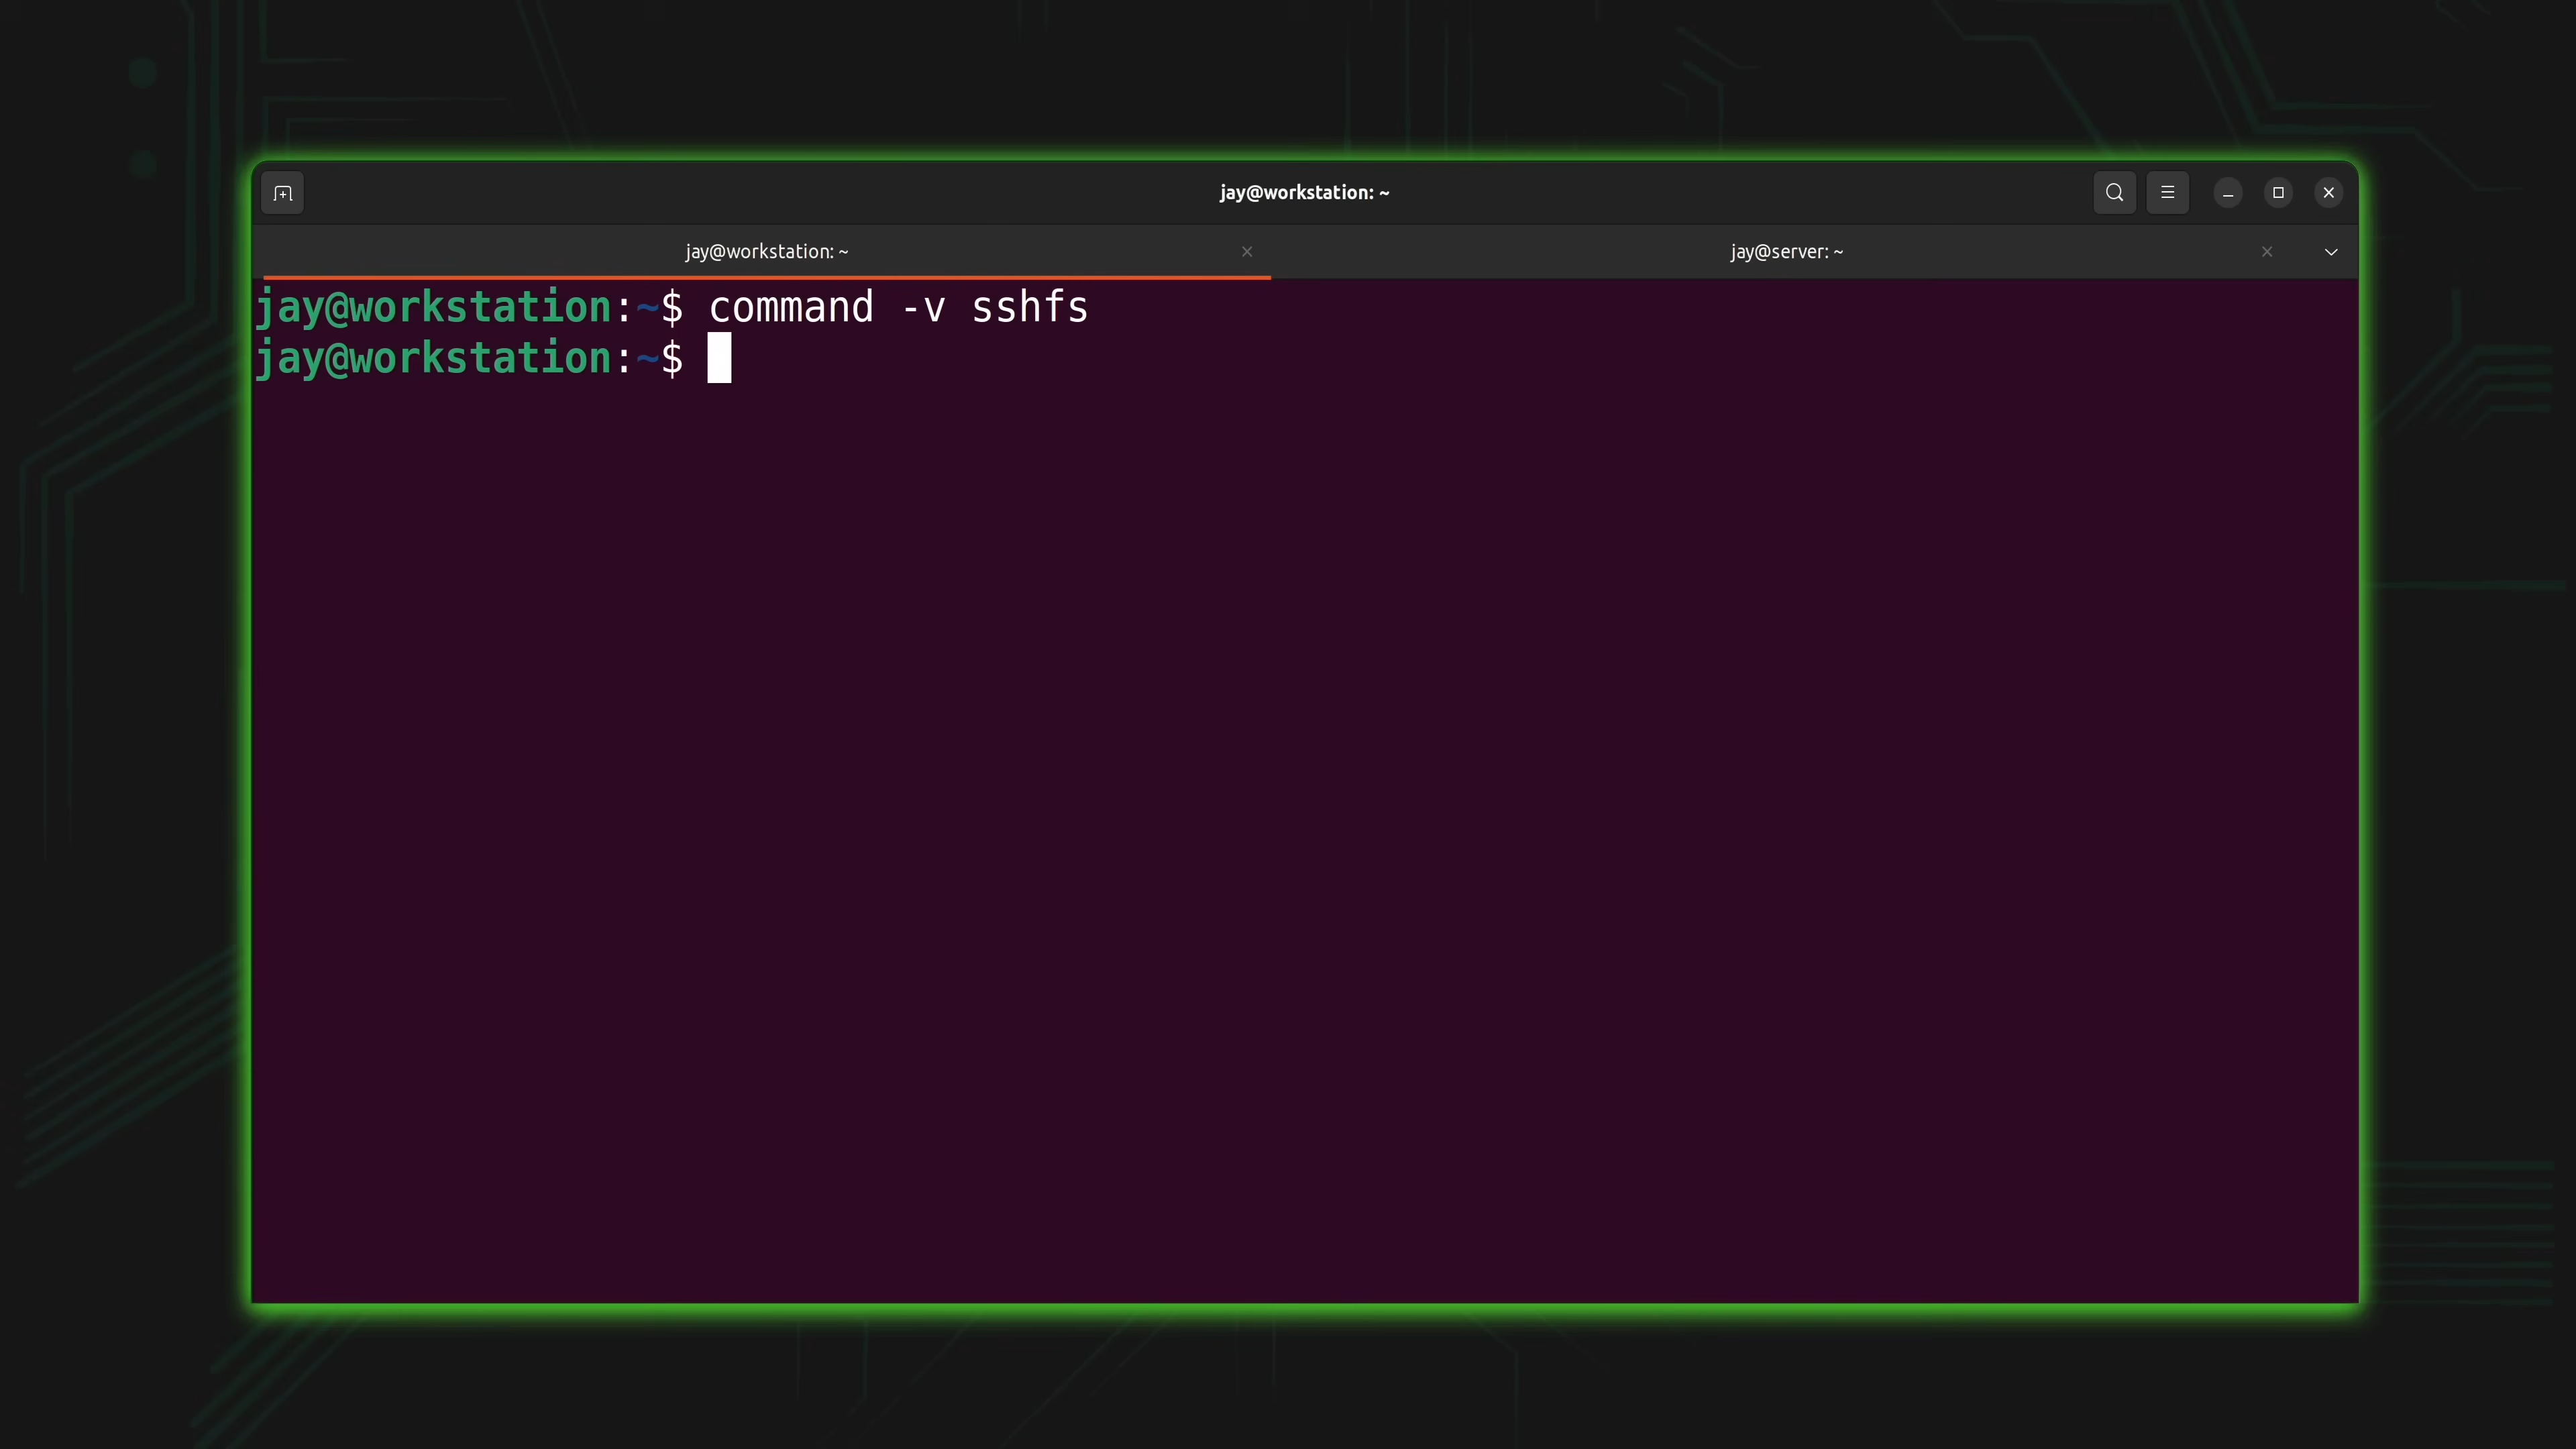 jay@workstation: ~
jay@workstation: ~
jay@server: ~
jay@workstation:~$ command -v sshfs
jay@workstation:~$